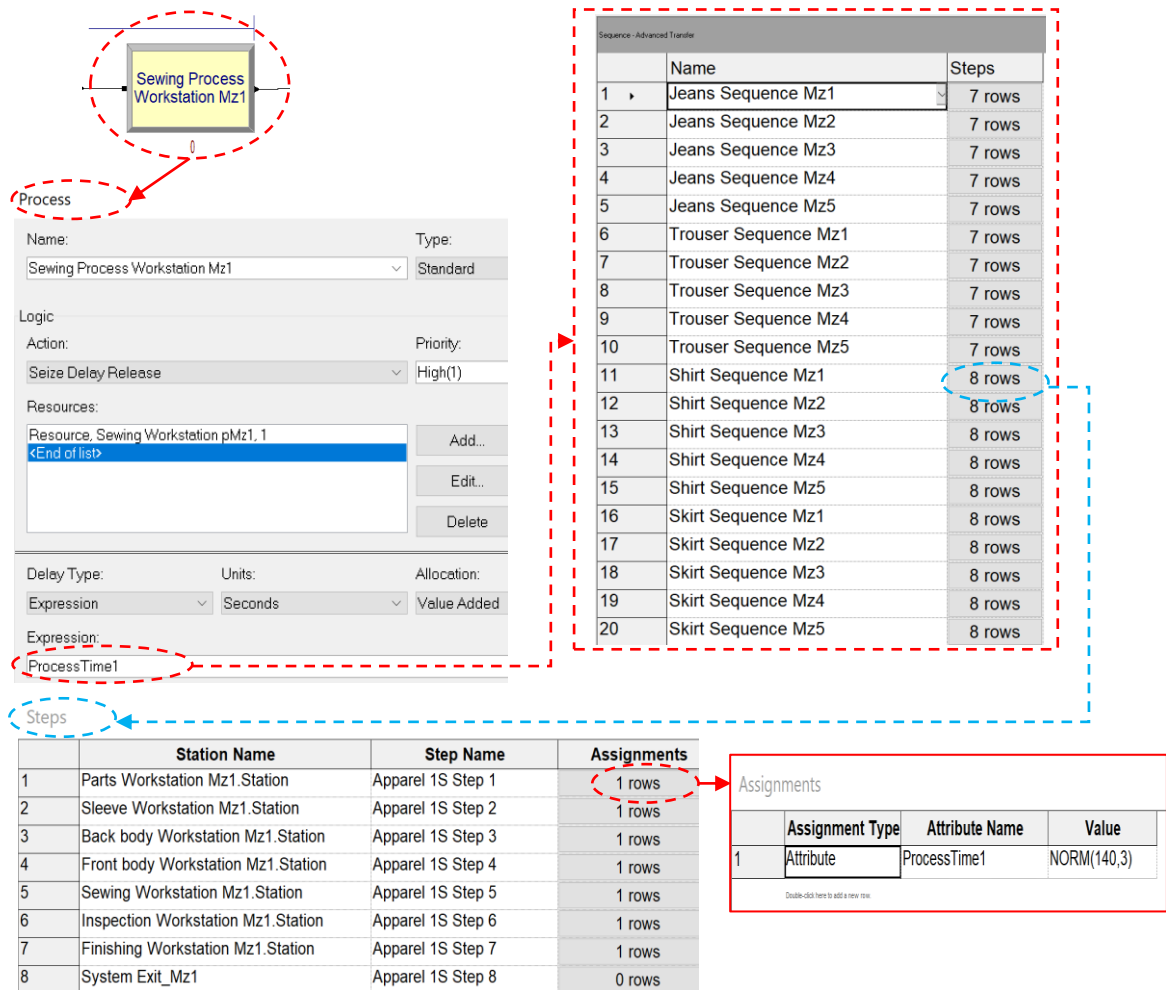 Sewing Process
Workstation Mz1
0
Process
Name:
Type:
Sewing Process Workstation Mz1
Standard
Logic
Action:
Priority:
Seize Delay Release
High(1)
Resources:
Resource, Sewing Workstation pMz1, 1
<End of list>
Add...
Edit...
Delete
Delay Type:
Units:
Allocation:
Expression
Seconds
Value Added
Expression:
ProcessTime1
Sequence - Advanced Transfer
Name Steps
1 Jeans Sequence Mz1 7 rows
2 Jeans Sequence Mz2 7 rows
3 Jeans Sequence Mz3 7 rows
4 Jeans Sequence Mz4 7 rows
5 Jeans Sequence Mz5 7 rows
6 Trouser Sequence Mz1 7 rows
7 Trouser Sequence Mz2 7 rows
8 Trouser Sequence Mz3 7 rows
9 Trouser Sequence Mz4 7 rows
10 Trouser Sequence Mz5 7 rows
11 Shirt Sequence Mz1 8 rows
12 Shirt Sequence Mz2 8 rows
13 Shirt Sequence Mz3 8 rows
14 Shirt Sequence Mz4 8 rows
15 Shirt Sequence Mz5 8 rows
16 Skirt Sequence Mz1 8 rows
17 Skirt Sequence Mz2 8 rows
18 Skirt Sequence Mz3 8 rows
19 Skirt Sequence Mz4 8 rows
20 Skirt Sequence Mz5 8 rows
Steps
Station Name Step Name Assignments
1 Parts Workstation Mz1.Station Apparel 1S Step 1 1 rows
2 Sleeve Workstation Mz1.Station Apparel 1S Step 2 1 rows
3 Back body Workstation Mz1.Station Apparel 1S Step 3 1 rows
4 Front body Workstation Mz1.Station Apparel 1S Step 4 1 rows
5 Sewing Workstation Mz1.Station Apparel 1S Step 5 1 rows
6 Inspection Workstation Mz1.Station Apparel 1S Step 6 1 rows
7 Finishing Workstation Mz1.Station Apparel 1S Step 7 1 rows
8 System Exit_Mz1 Apparel 1S Step 8 0 rows
Assignments
Assignment Type Attribute Name Value
1 Attribute ProcessTime1 NORM(140,3)
Double-click here to add a new row.